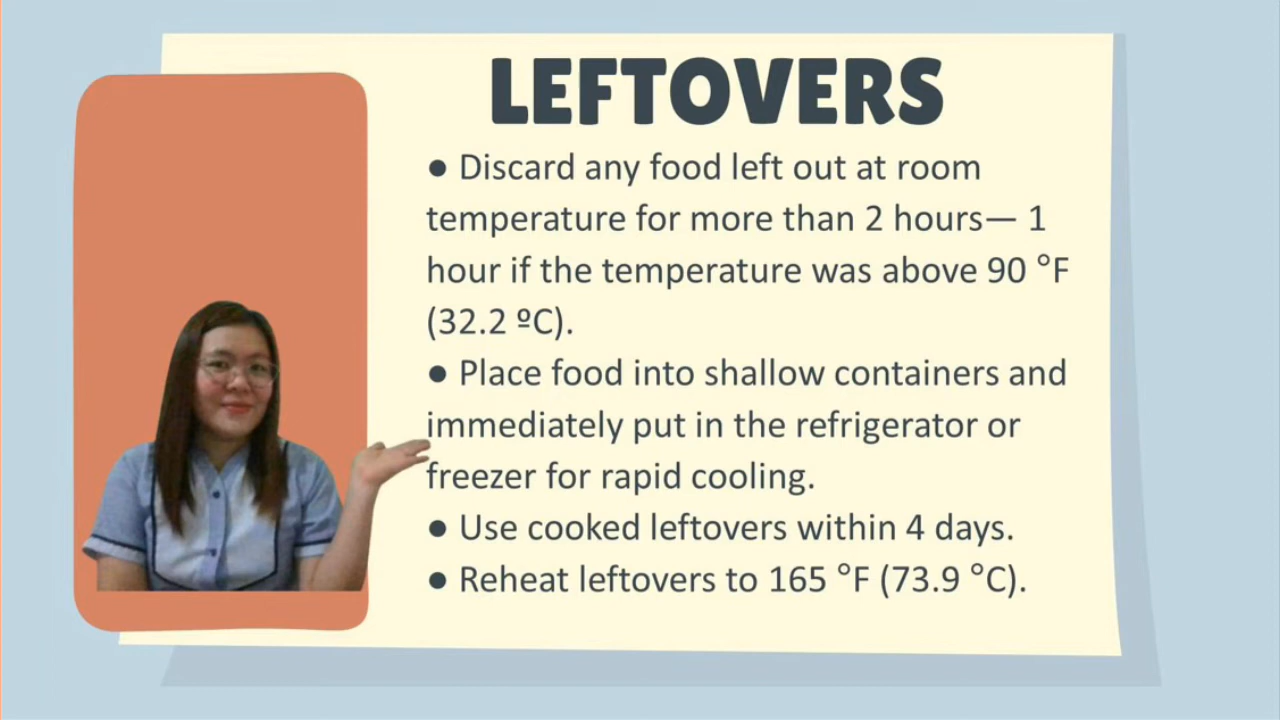 LEFTOVERS
● Discard any food left out at room
temperature for more than 2 hours— 1
hour if the temperature was above 90 °F
(32.2 ºC).
● Place food into shallow containers and
immediately put in the refrigerator or
freezer for rapid cooling.
● Use cooked leftovers within 4 days.
● Reheat leftovers to 165 °F (73.9 °C).